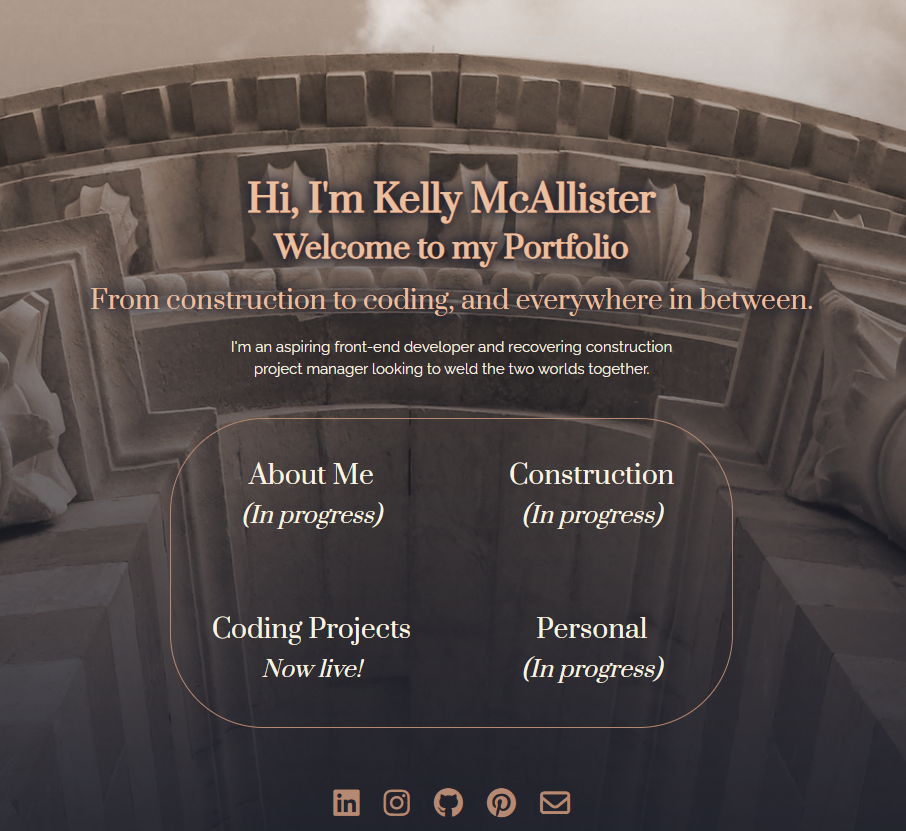 Hi, I'm Kelly McAllister
Welcome to my Portfolio
From construction to coding, and everywhere in between.
I'm an aspiring front-end developer and recovering construction
project manager looking to weld the two worlds together.
About Me
(In progress)
Construction
(In progress)
Coding Projects
Now live!
Personal
(In progress)